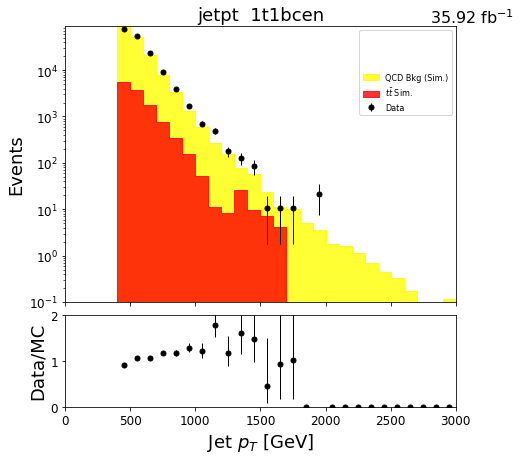 jetpt 1t1bcen
35.92 fb⁻¹
QCD Bkg (Sim.)
tt̄ Sim.
Data
Events
10⁴
10³
10²
10¹
10⁰
10⁻¹
Data/MC
2
1
0
0 500 1000 1500 2000 2500 3000
Jet p_T [GeV]